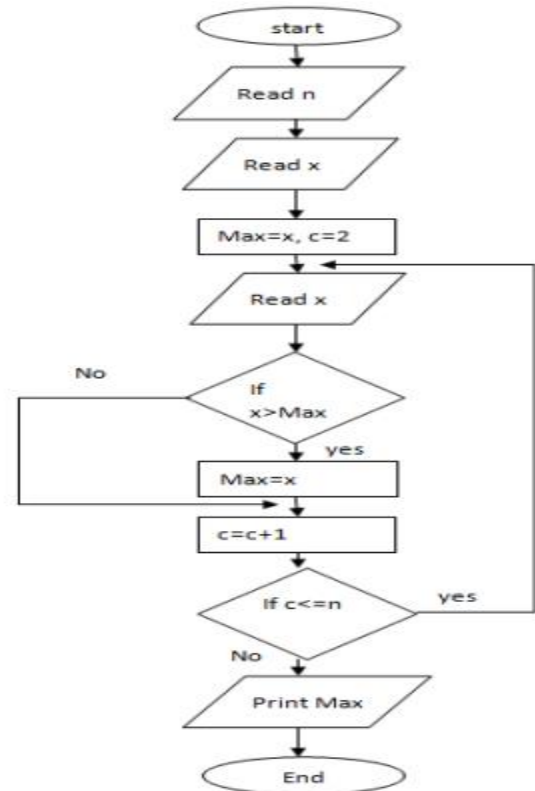 start
Read n
Read x
Max=x, c=2
Read x
No
If
x>Max
yes
Max=x
c=c+1
If c<=n
yes
No
Print Max
End